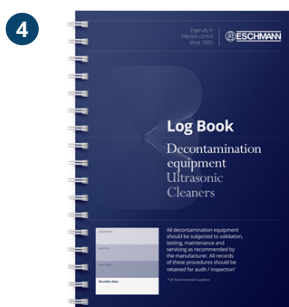 4
Ingenuity in
infection control
since 1830
ESCHMANN
Log Book
Decontamination
equipment
Ultrasonic
Cleaners
All decontamination equipment
should be subjected to validation,
testing, maintenance and
servicing as recommended by
the manufacturer. All records
of these procedures should be
retained for audit / inspection"